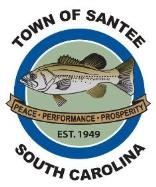 TOWN OF SANTEE
PEACE • PERFORMANCE • PROSPERITY
EST. 1949
SOUTH CAROLINA